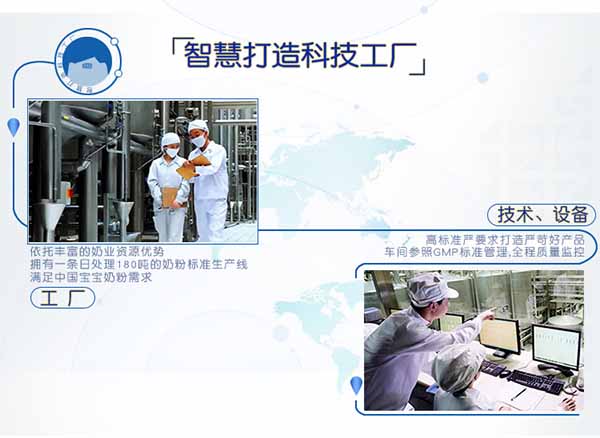 「智慧打造科技工厂」
依托丰富的奶业资源优势
拥有一条日处理180吨的奶粉标准生产线
满足中国宝宝奶粉需求
工 厂
技术、设备
高标准严要求打造严苛好产品
车间参照GMP标准管理,全程质量监控